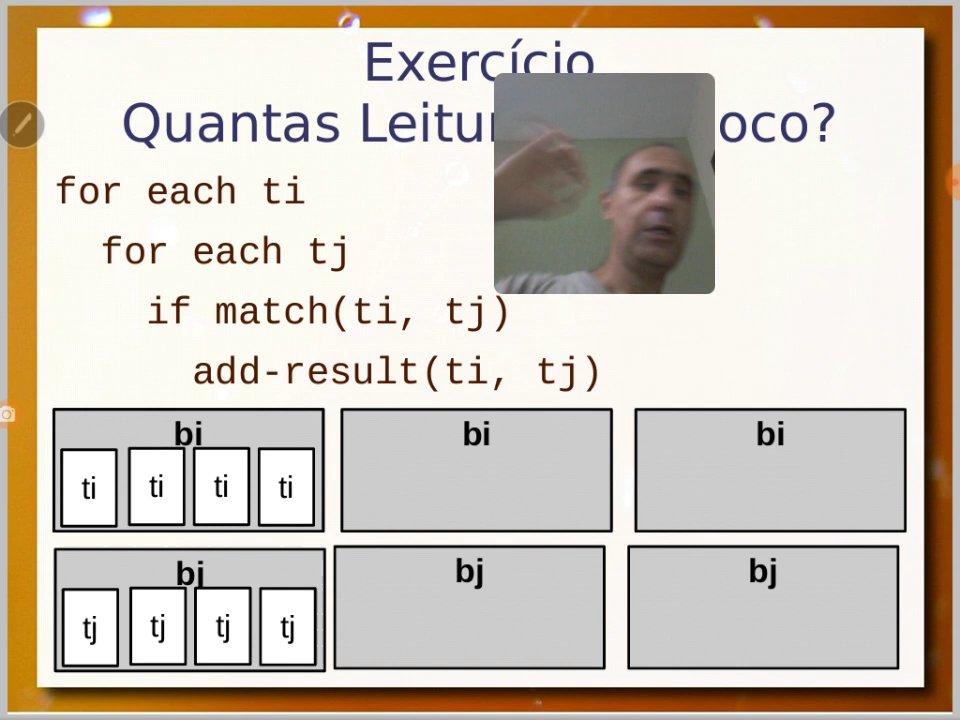 Exercício
Quantas oco?
for each ti
for each tj
if match(ti, tj)
add-result(ti, tj)
bi bi bi
ti ti ti ti
bj bj bj
tj tj tj tj